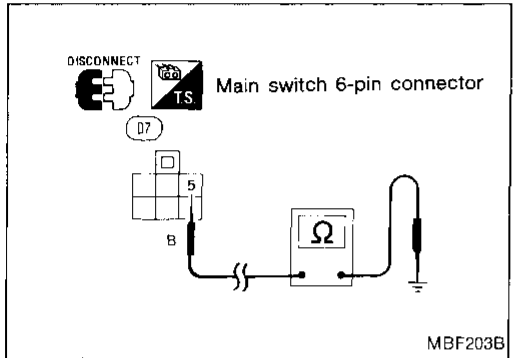 DISCONNECT
T.S.
Main switch 6-pin connector
D7
5
B
Ω
MBF203B